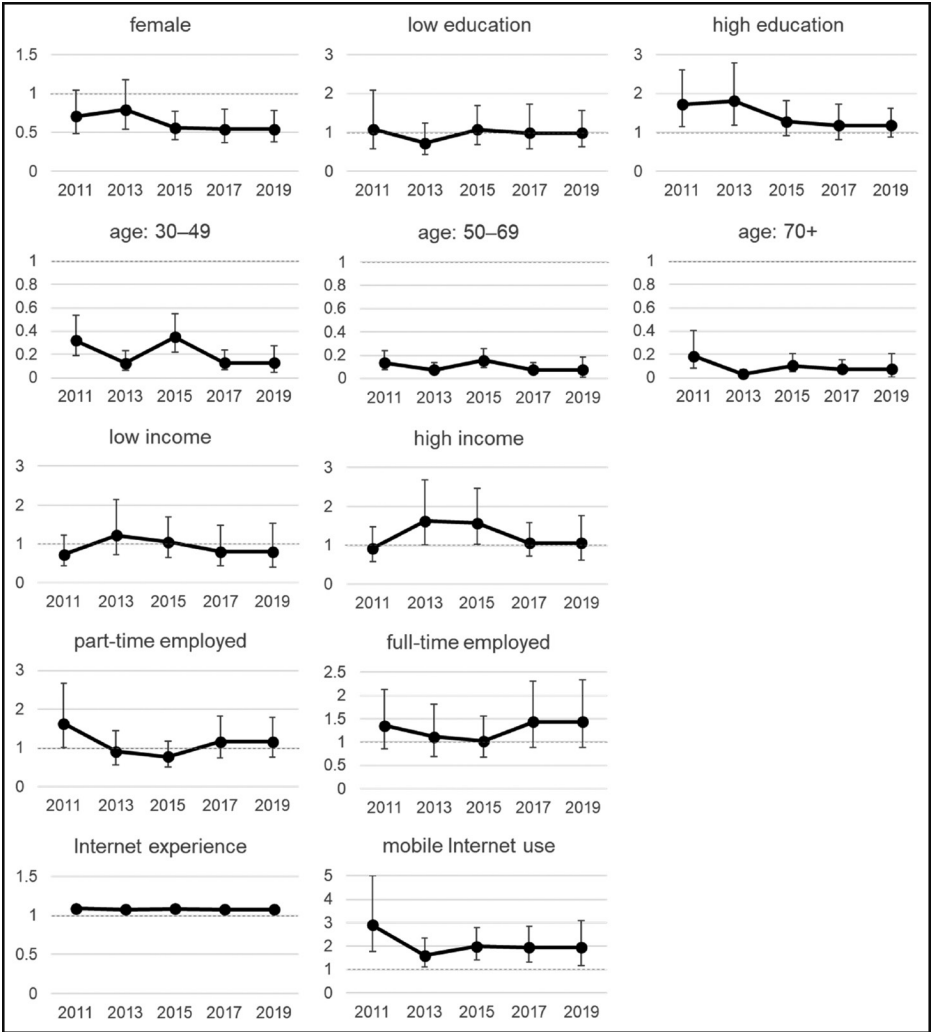 female
low education
high education
1.5
1
0.5
0
2011 2013 2015 2017 2019
3
2
1
0
2011 2013 2015 2017 2019
3
2
1
0
2011 2013 2015 2017 2019
age: 30–49
age: 50–69
age: 70+
1
0.8
0.6
0.4
0.2
0
2011 2013 2015 2017 2019
1
0.8
0.6
0.4
0.2
0
2011 2013 2015 2017 2019
1
0.8
0.6
0.4
0.2
0
2011 2013 2015 2017 2019
low income
high income
3
2
1
0
2011 2013 2015 2017 2019
3
2
1
0
2011 2013 2015 2017 2019
part-time employed
full-time employed
3
2
1
0
2011 2013 2015 2017 2019
2.5
2
1.5
1
0.5
0
2011 2013 2015 2017 2019
Internet experience
mobile Internet use
1.5
1
0.5
0
2011 2013 2015 2017 2019
5
4
3
2
1
0
2011 2013 2015 2017 2019